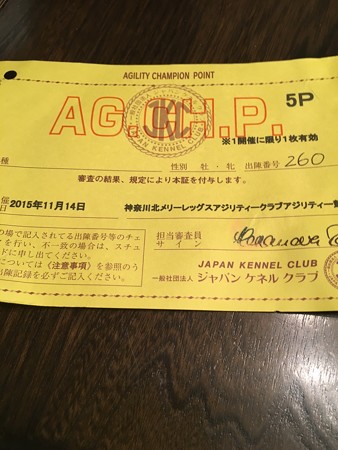 AGILITY CHAMPION POINT
AG.CH.P.
5P
※1開催に限り1枚有効
JAPAN KENNEL CLUB
種 性別 牡・牝 出陳番号 260
審査の結果、規定により本証を付与します。
催
日 2015年11月14日 神奈川北メリーレッグスアジリティークラブアジリティー競
の場で記入されてる出陳番号等のチェ
を行い、不一致の場合は、スチュ
ドに申し出てください。
については《注意事項》を参照のう
出陳記録を必ずご記入ください。
担当審査員
サイン
JAPAN KENNEL CLUB
一般社団法人 ジャパン ケネル クラブ